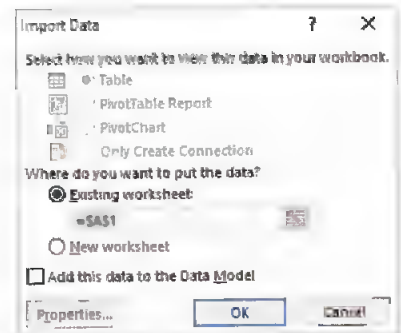 Import Data ? ×
Select how you want to view this data in your workbook.
Table
PivotTable Report
PivotChart
Only Create Connection
Where do you want to put the data?
Existing worksheet:
=$A$1
New worksheet
Add this data to the Data Model
Properties... OK Cancel